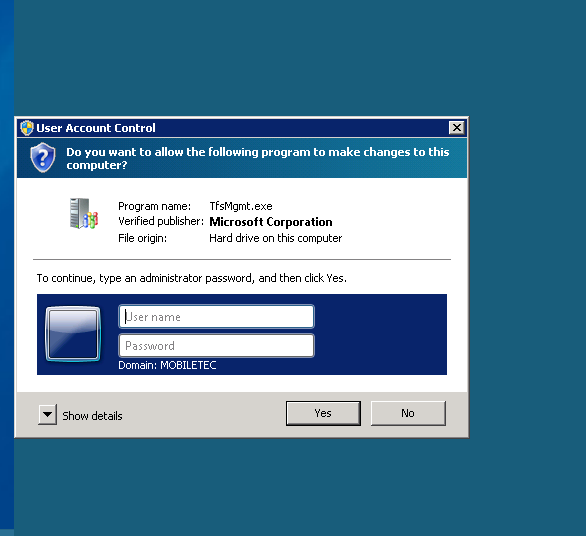 User Account Control
Do you want to allow the following program to make changes to this
computer?
Program name: TfsMgmt.exe
Verified publisher: Microsoft Corporation
File origin: Hard drive on this computer
To continue, type an administrator password, and then click Yes.
User name
Password
Domain: MOBILETEC
Show details
Yes
No